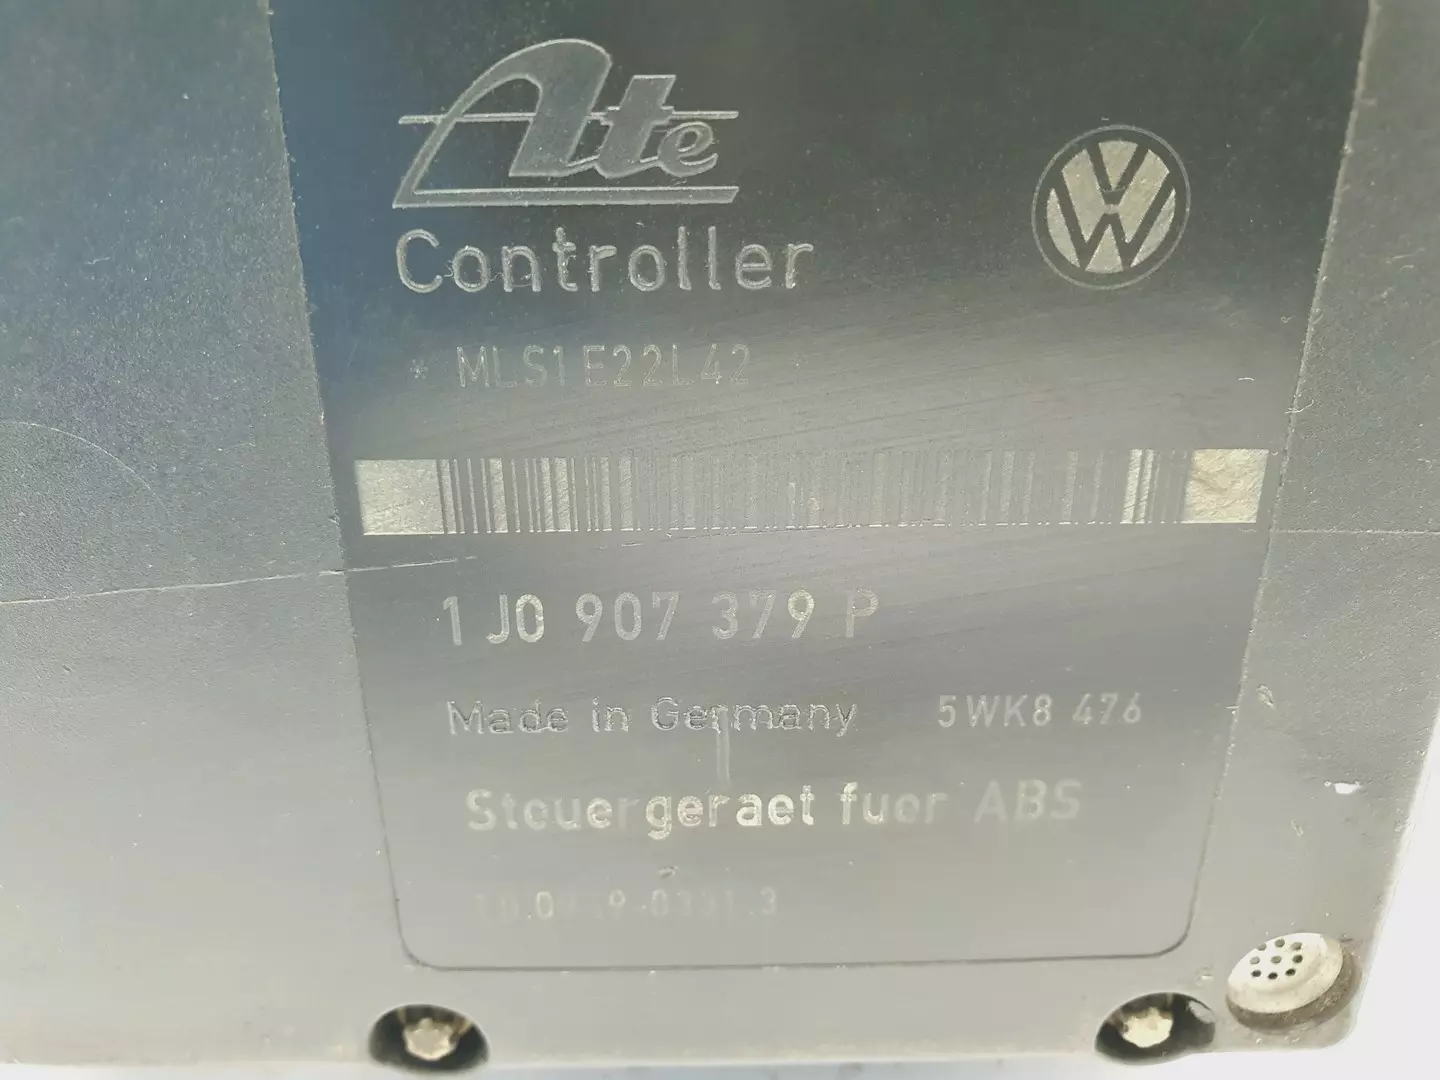 Ate
Controller
* MLS1E22L42
1J0 907 379 P
Made in Germany 5WK8 476
Steuergeraet fuer ABS